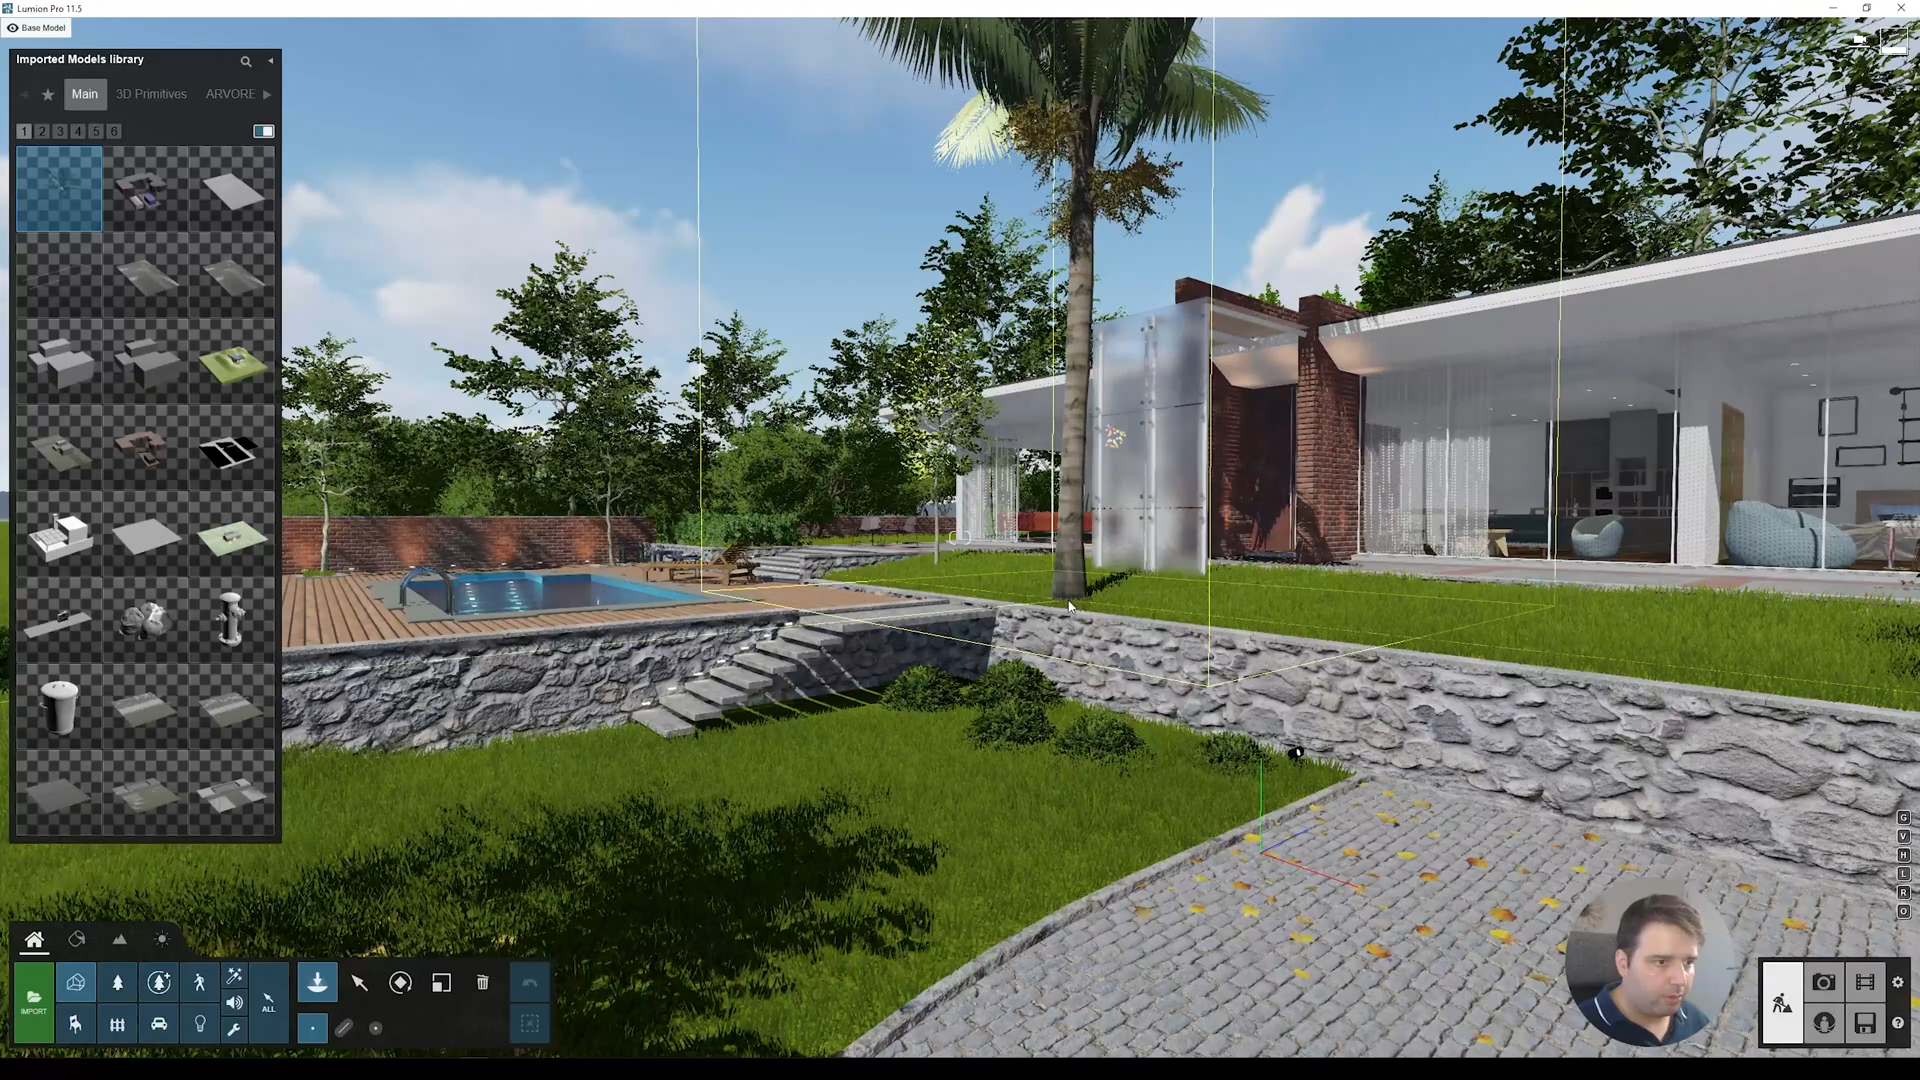 Lumion Pro 11.5
Base Model
Imported Models library
Main 3D Primitives ARVORE
1 2 3 4 5 6
G
V
H
L
R
O
IMPORT
ALL
?